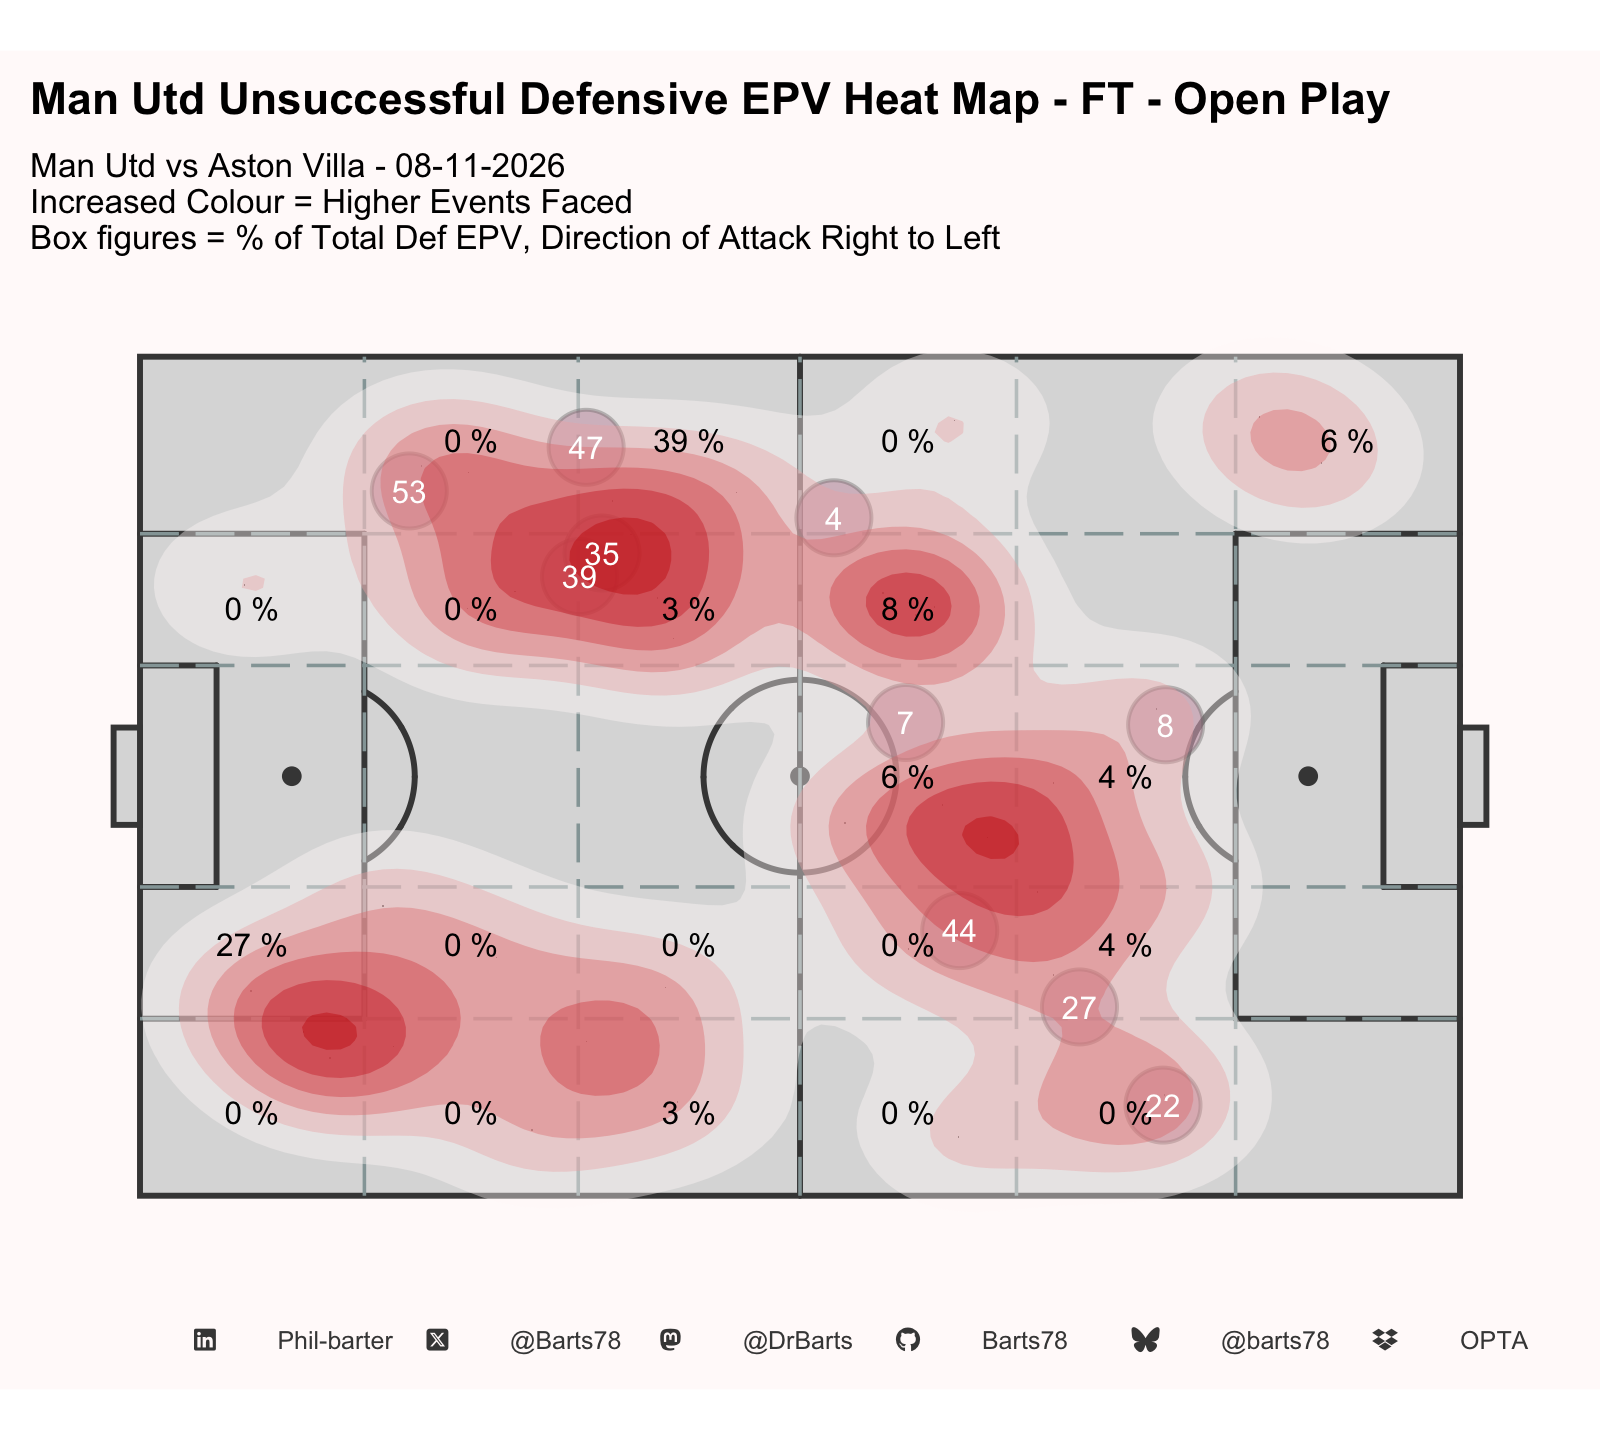 Man Utd Unsuccessful Defensive EPV Heat Map - FT - Open Play
Man Utd vs Aston Villa - 08-11-2026
Increased Colour = Higher Events Faced
Box figures = % of Total Def EPV, Direction of Attack Right to Left
0 % 47 39 % 0 % 6 %
53
4
35
39
0 % 0 % 3 % 8 %
7 8
6 % 4 %
44
27 % 0 % 0 % 0 % 4 %
27
22
0 % 0 % 3 % 0 % 0 %
in Phil-barter X @Barts78 m @DrBarts Barts78 @barts78 OPTA